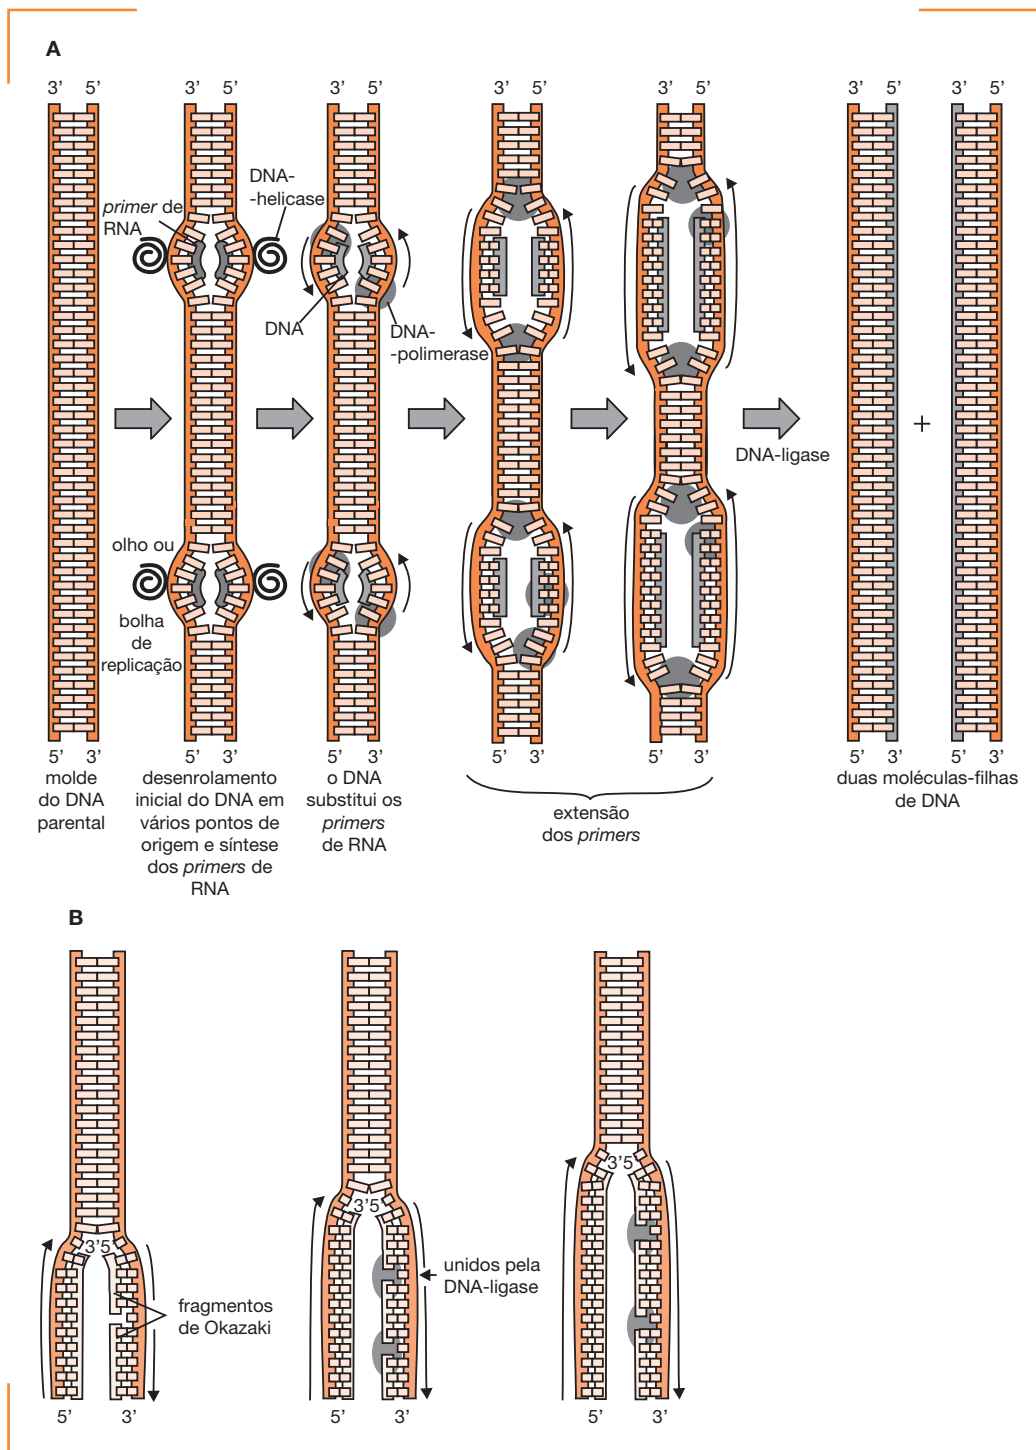 A
3’ 5’ 3’ 5’ 3’ 5’ 3’ 5’ 3’ 5’ 3’ 5’ 3’ 5’
primer de
RNA
DNA-
-helicase
DNA
DNA-
-polimerase
DNA-ligase
+
olho ou
bolha
de
replicação
5’ 3’ 5’ 3’ 5’ 3’ 5’ 3’ 5’ 3’ 5’ 3’ 5’ 3’
molde
do DNA
parental
desenrolamento
inicial do DNA em
vários pontos de
origem e síntese
dos primers de
RNA
o DNA
substitui os
primers
de RNA
extensão
dos primers
duas moléculas-filhas
de DNA
B
3’5’
fragmentos
de Okazaki
5’ 3’
3’5’
unidos pela
DNA-ligase
5’ 3’
3’5
5’ 3’